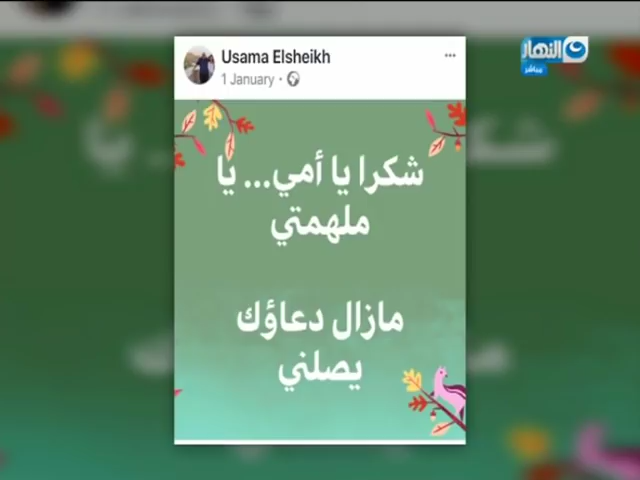 Usama Elsheikh
1 January
النهار
مباشر
شكرا يا أمي... يا
ملهمتي
مازال دعاؤك
يصلني